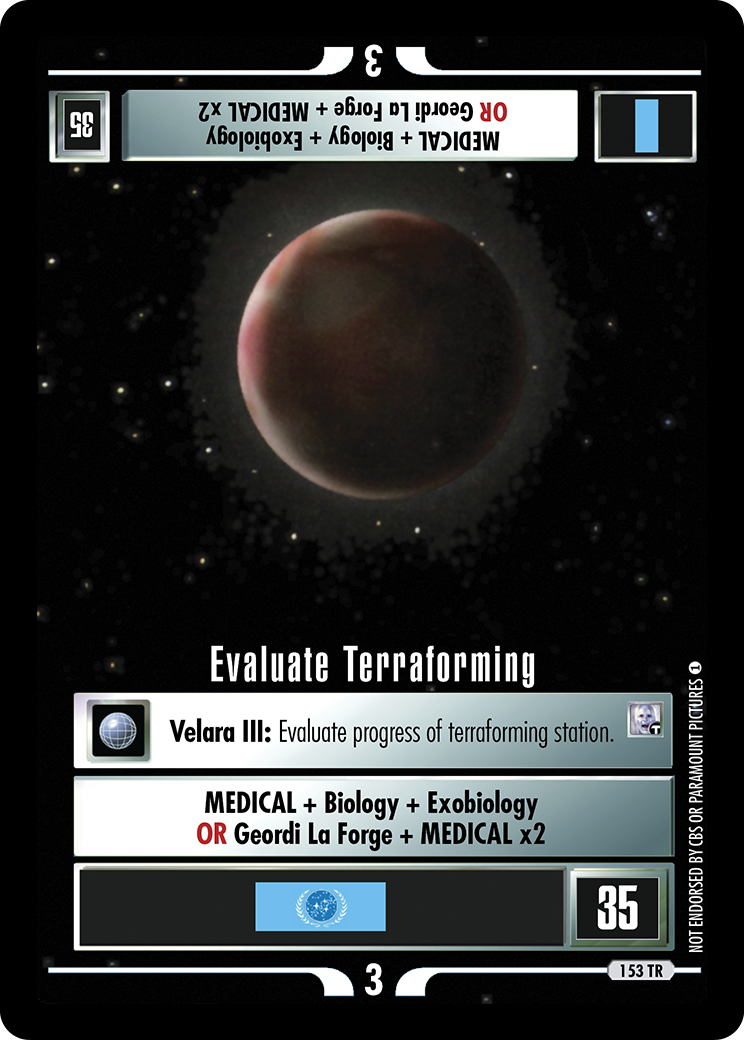 3
35
MEDICAL + Biology + Exobiology
OR Geordi La Forge + MEDICAL x2
Evaluate Terraforming
Velara III: Evaluate progress of terraforming station.
T
MEDICAL + Biology + Exobiology
OR Geordi La Forge + MEDICAL x2
35
3
153 TR
NOT ENDORSED BY CBS OR PARAMOUNT PICTURES 1